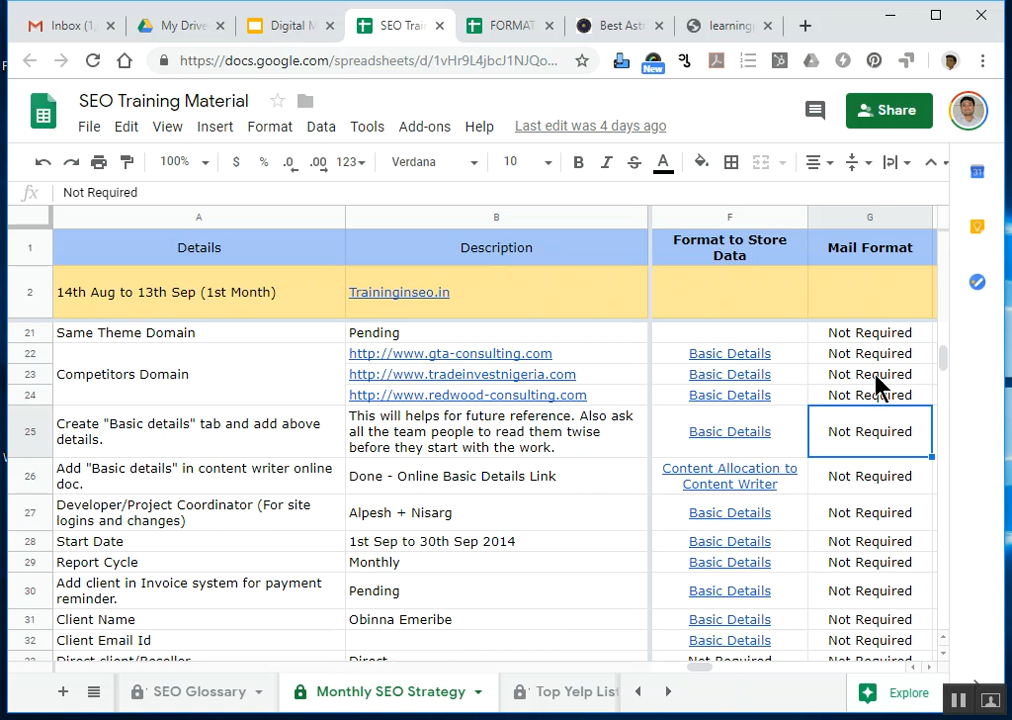 Inbox (1,
My Drive
Digital M
SEO Trai
FORMAT
Best Ast
learning
https://docs.google.com/spreadsheets/d/1vHr9L4jbcJ1NJQo...
New
SEO Training Material
File Edit View Insert Format Data Tools Add-ons Help Last edit was 4 days ago
Share
100% $ % .0 .00 123 Verdana 10 B I S A
31
fx Not Required
A B F G
1 Details Description Format to Store Data Mail Format
2 14th Aug to 13th Sep (1st Month) Traininginseo.in
21 Same Theme Domain Pending Not Required
22 http://www.gta-consulting.com Basic Details Not Required
23 Competitors Domain http://www.tradeinvestnigeria.com Basic Details Not Required
24 http://www.redwood-consulting.com Basic Details Not Required
25 Create "Basic details" tab and add above details. This will helps for future reference. Also ask all the team people to read them twise before they start with the work. Basic Details Not Required
26 Add "Basic details" in content writer online doc. Done - Online Basic Details Link Content Allocation to Content Writer Not Required
27 Developer/Project Coordinator (For site logins and changes) Alpesh + Nisarg Basic Details Not Required
28 Start Date 1st Sep to 30th Sep 2014 Basic Details Not Required
29 Report Cycle Monthly Basic Details Not Required
30 Add client in Invoice system for payment reminder. Pending Basic Details Not Required
31 Client Name Obinna Emeribe Basic Details Not Required
32 Client Email Id Basic Details Not Required
Direct client/Reseller Direct Not Required Not Required
SEO Glossary Monthly SEO Strategy Top Yelp List Explore